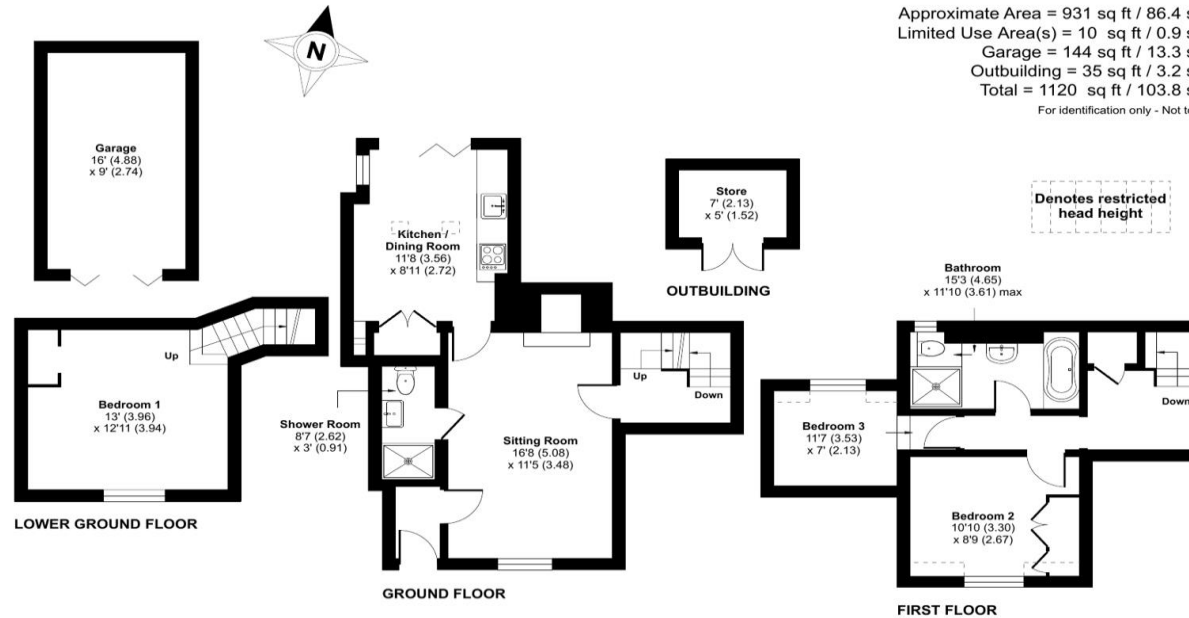 Approximate Area = 931 sq ft / 86.4 s
Limited Use Area(s) = 10 sq ft / 0.9 s
Garage = 144 sq ft / 13.3 s
Outbuilding = 35 sq ft / 3.2 s
Total = 1120 sq ft / 103.8 s
For identification only - Not to
N
Garage
16' (4.88)
x 9' (2.74)
Kitchen /
Dining Room
11'8 (3.56)
x 8'11 (2.72)
Store
7' (2.13)
x 5' (1.52)
OUTBUILDING
Denotes restricted
head height
Bathroom
15'3 (4.65)
x 11'10 (3.61) max
Up
Bedroom 1
13' (3.96)
x 12'11 (3.94)
LOWER GROUND FLOOR
Shower Room
8'7 (2.62)
x 3' (0.91)
Sitting Room
16'8 (5.08)
x 11'5 (3.48)
Up
Down
GROUND FLOOR
Bedroom 3
11'7 (3.53)
x 7' (2.13)
Down
Bedroom 2
10'10 (3.30)
x 8'9 (2.67)
FIRST FLOOR